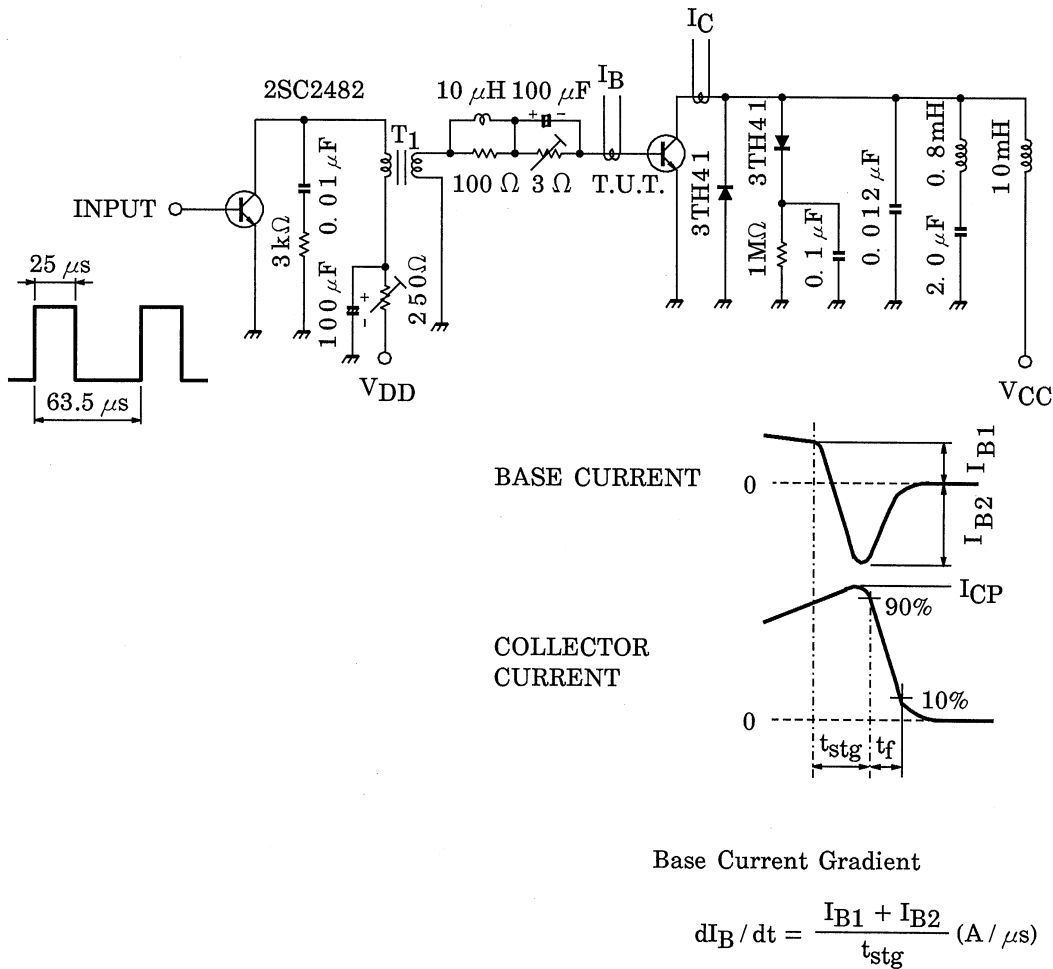 I_C
2SC2482
10 μH 100 μF
I_B
+ -
T1
100 Ω 3 Ω T.U.T.
INPUT
3kΩ
0.01 μF
100 μF
+
-
250Ω
V_DD
3TH41
3TH41
1MΩ
0.1 μF
0.012 μF
0.8mH
2.0 μF
10mH
V_CC
25 μs
63.5 μs
BASE CURRENT
0
I_B1
I_B2
I_CP
90%
COLLECTOR
CURRENT
10%
0
t_stg t_f
Base Current Gradient
dI_B / dt = (I_B1 + I_B2) / t_stg (A / μs)